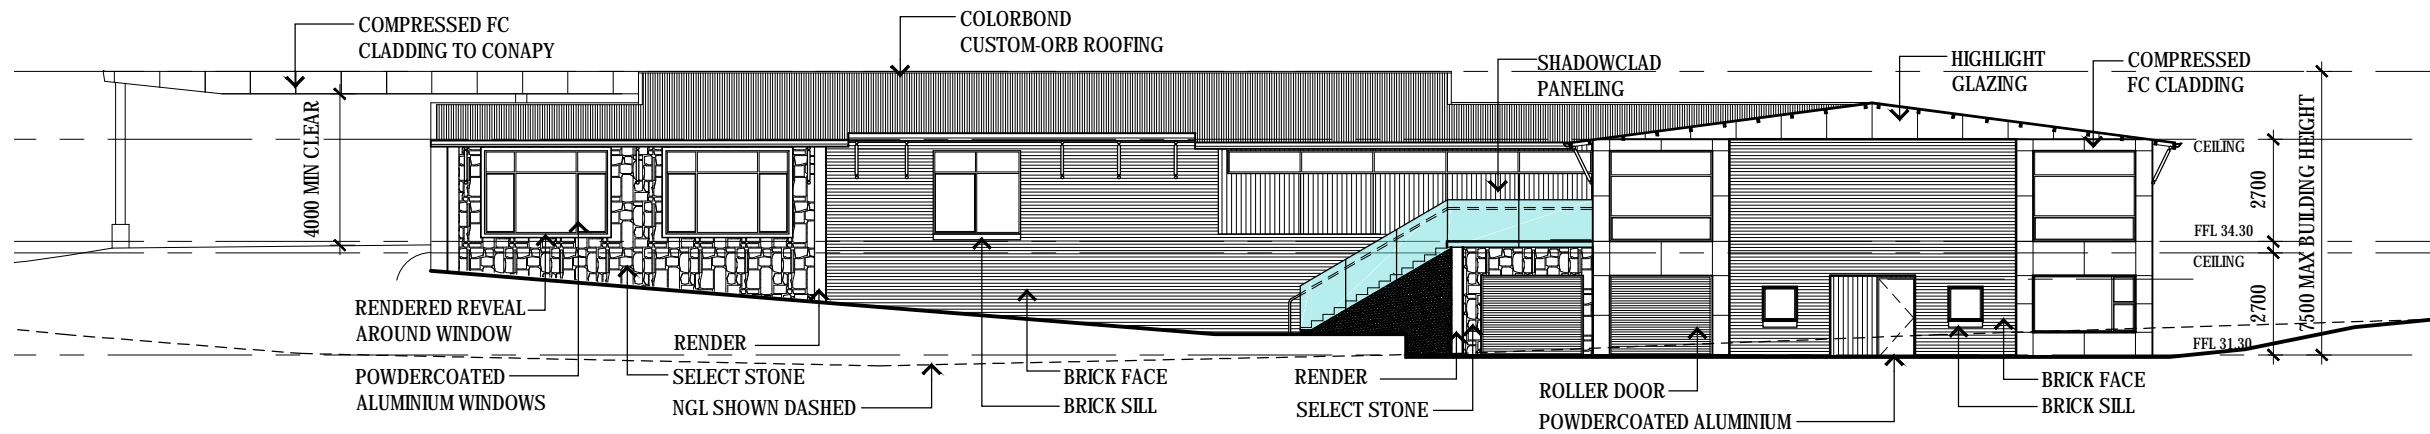 COMPRESSED FC
CLADDING TO CONAPY
COLORBOND
CUSTOM-ORB ROOFING
SHADOWCLAD
PANELING
HIGHLIGHT
GLAZING
COMPRESSED
FC CLADDING
4000 MIN CLEAR
CEILING
2700
FFL 34.30
CEILING
2700
FFL 31.30
7500 MAX BUILDING HEIGHT
RENDERED REVEAL
AROUND WINDOW
POWDERCOATED
ALUMINIUM WINDOWS
RENDER
SELECT STONE
NGL SHOWN DASHED
BRICK FACE
BRICK SILL
RENDER
SELECT STONE
ROLLER DOOR
POWDERCOATED ALUMINIUM
BRICK FACE
BRICK SILL